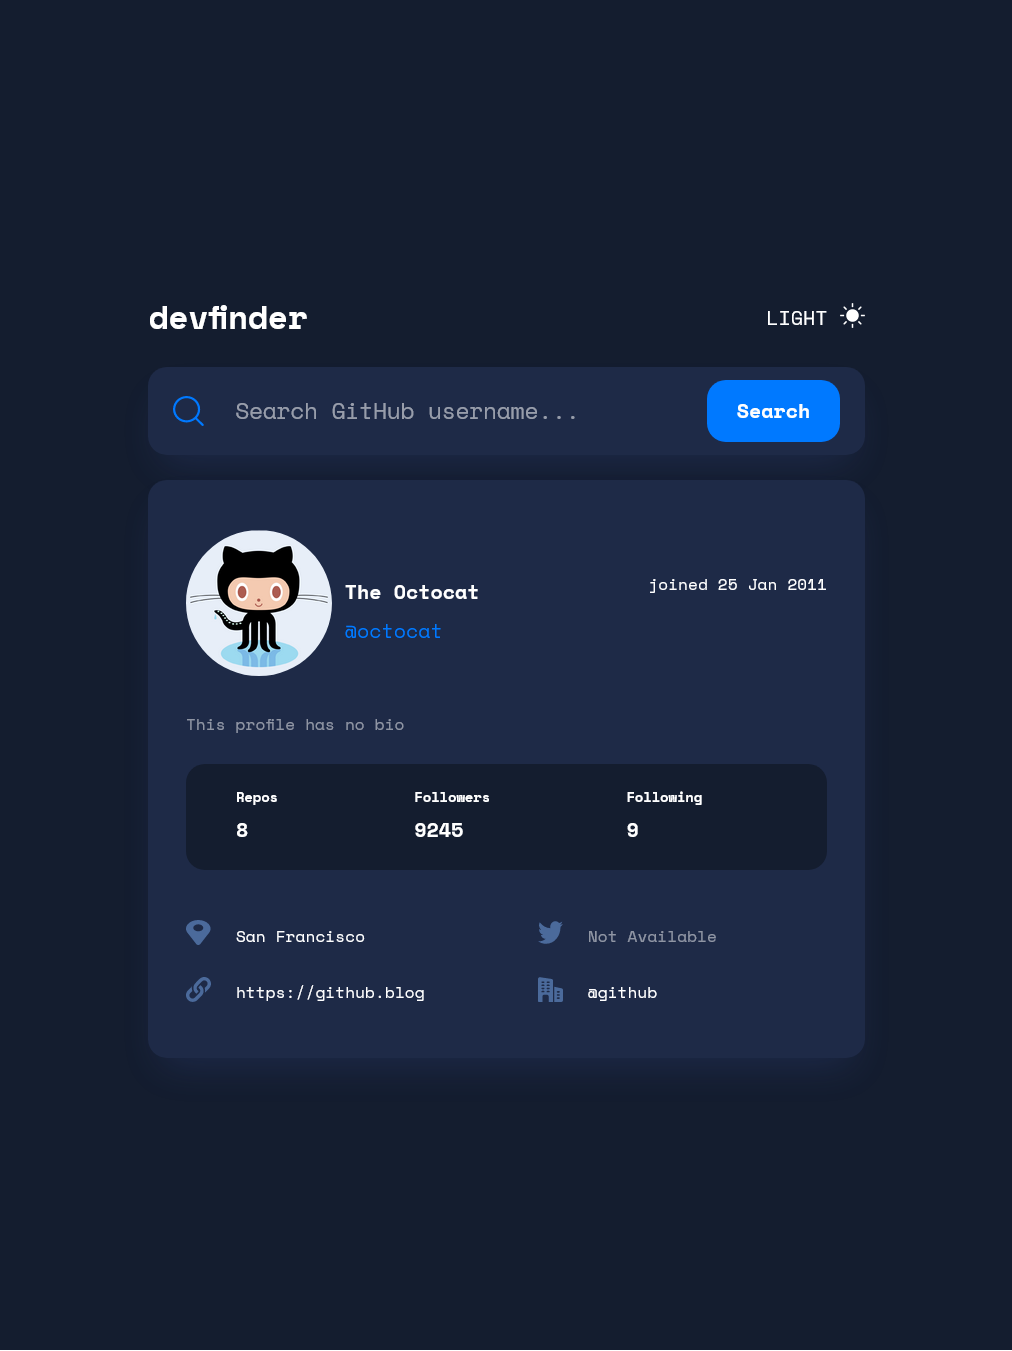 devfinder
LIGHT
Search GitHub username...
Search
The Octocat
joined 25 Jan 2011
@octocat
This profile has no bio
Repos
Followers
Following
8
9245
9
San Francisco
Not Available
https://github.blog
@github